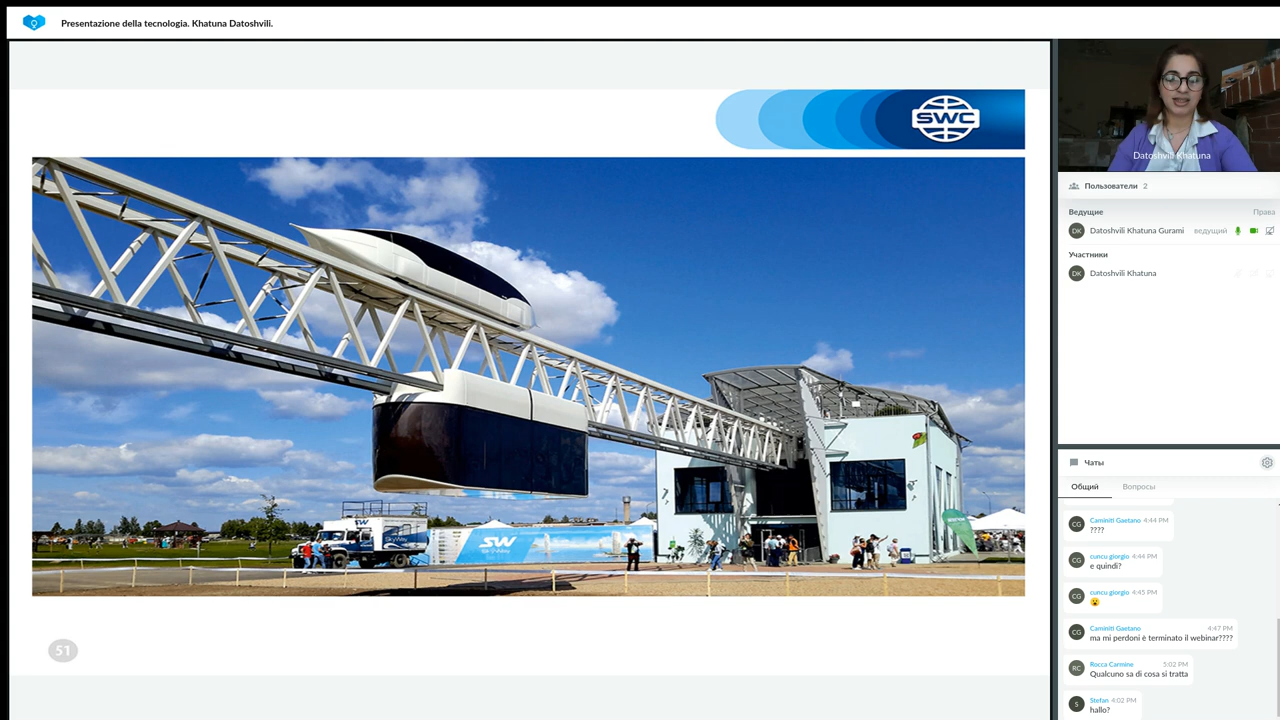 Presentazione della tecnologia. Khatuna Datoshvili.
SWC
SW
SkyWay
SW
SKYWAY
51
Datoshvili Khatuna
Пользователи 2
Ведущие Права
DK Datoshvili Khatuna Gurami ведущий
Участники
DK Datoshvili Khatuna
Чаты
Общий Вопросы
CG Caminiti Gaetano 4:44 PM
????
CG cuncu giorgio 4:44 PM
e quindi?
CG cuncu giorgio 4:45 PM
😮
CG Caminiti Gaetano 4:47 PM
ma mi perdoni è terminato il webinar????
RC Rocca Carmine 5:02 PM
Qualcuno sa di cosa si tratta
S Stefan 4:02 PM
hallo?